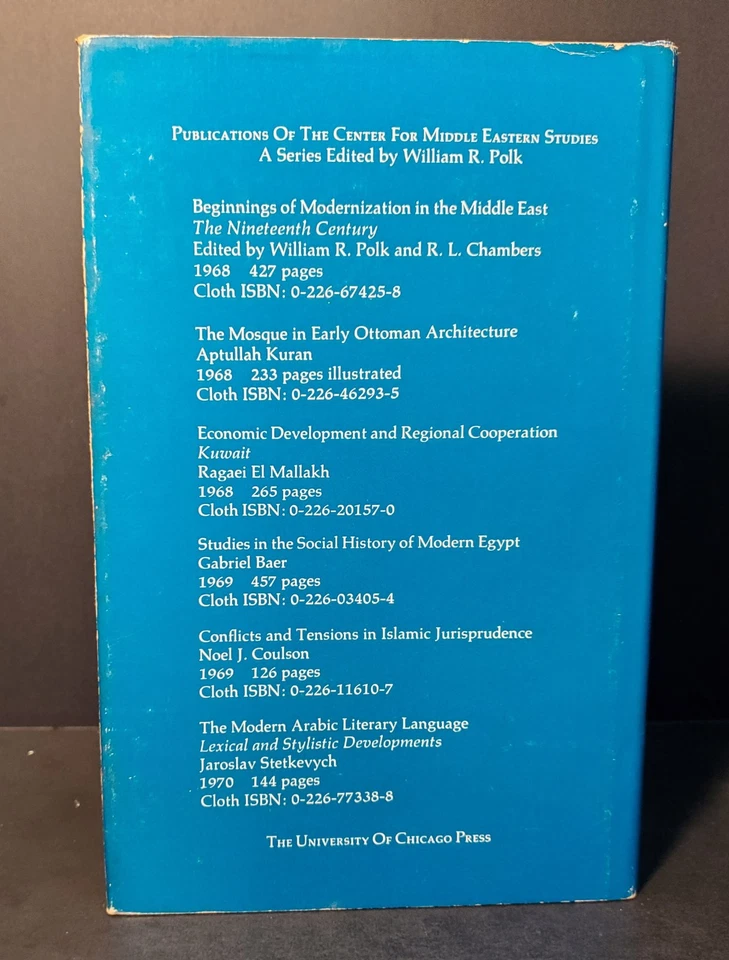 Publications Of The Center For Middle Eastern Studies
A Series Edited by William R. Polk
Beginnings of Modernization in the Middle East
The Nineteenth Century
Edited by William R. Polk and R. L. Chambers
1968 427 pages
Cloth ISBN: 0-226-67425-8
The Mosque in Early Ottoman Architecture
Aptullah Kuran
1968 233 pages illustrated
Cloth ISBN: 0-226-46293-5
Economic Development and Regional Cooperation
Kuwait
Ragaei El Mallakh
1968 265 pages
Cloth ISBN: 0-226-20157-0
Studies in the Social History of Modern Egypt
Gabriel Baer
1969 457 pages
Cloth ISBN: 0-226-03405-4
Conflicts and Tensions in Islamic Jurisprudence
Noel J. Coulson
1969 126 pages
Cloth ISBN: 0-226-11610-7
The Modern Arabic Literary Language
Lexical and Stylistic Developments
Jaroslav Stetkevych
1970 144 pages
Cloth ISBN: 0-226-77338-8
The University Of Chicago Press